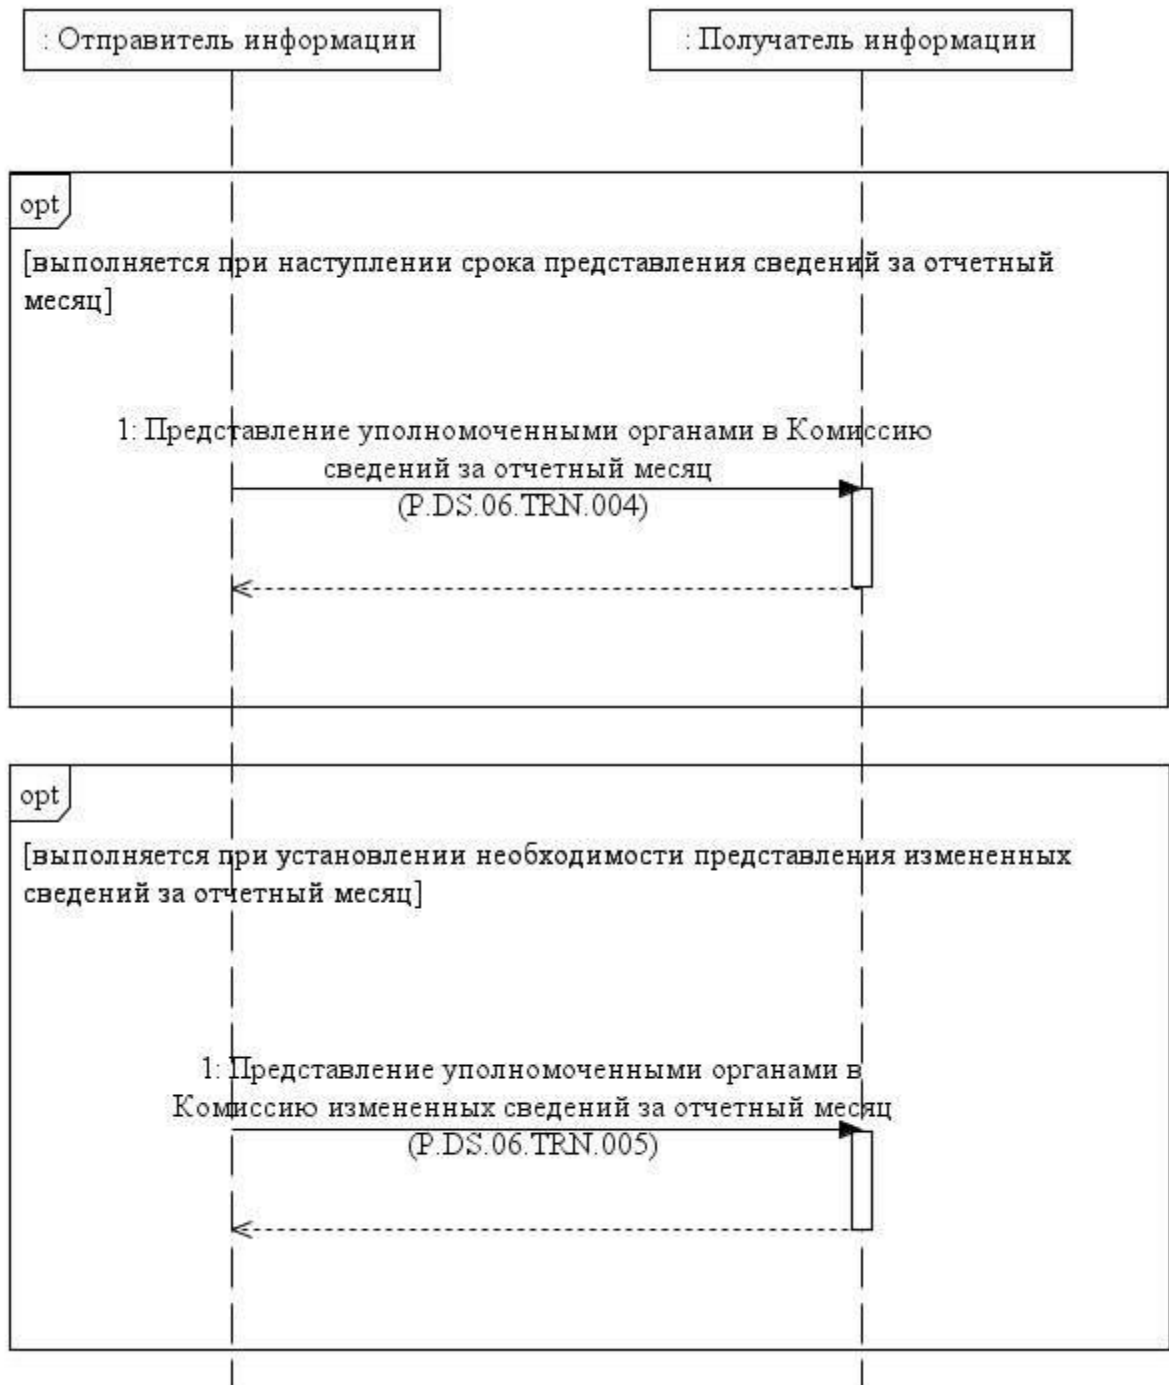 : Отправитель информации
: Получатель информации
opt
[выполняется при наступлении срока представления сведений за отчетный
месяц]
1: Представление уполномоченными органами в Комиссию
сведений за отчетный месяц
(P.DS.06.TRN.004)
opt
[выполняется при установлении необходимости представления измененных
сведений за отчетный месяц]
1: Представление уполномоченными органами в
Комиссию измененных сведений за отчетный месяц
(P.DS.06.TRN.005)